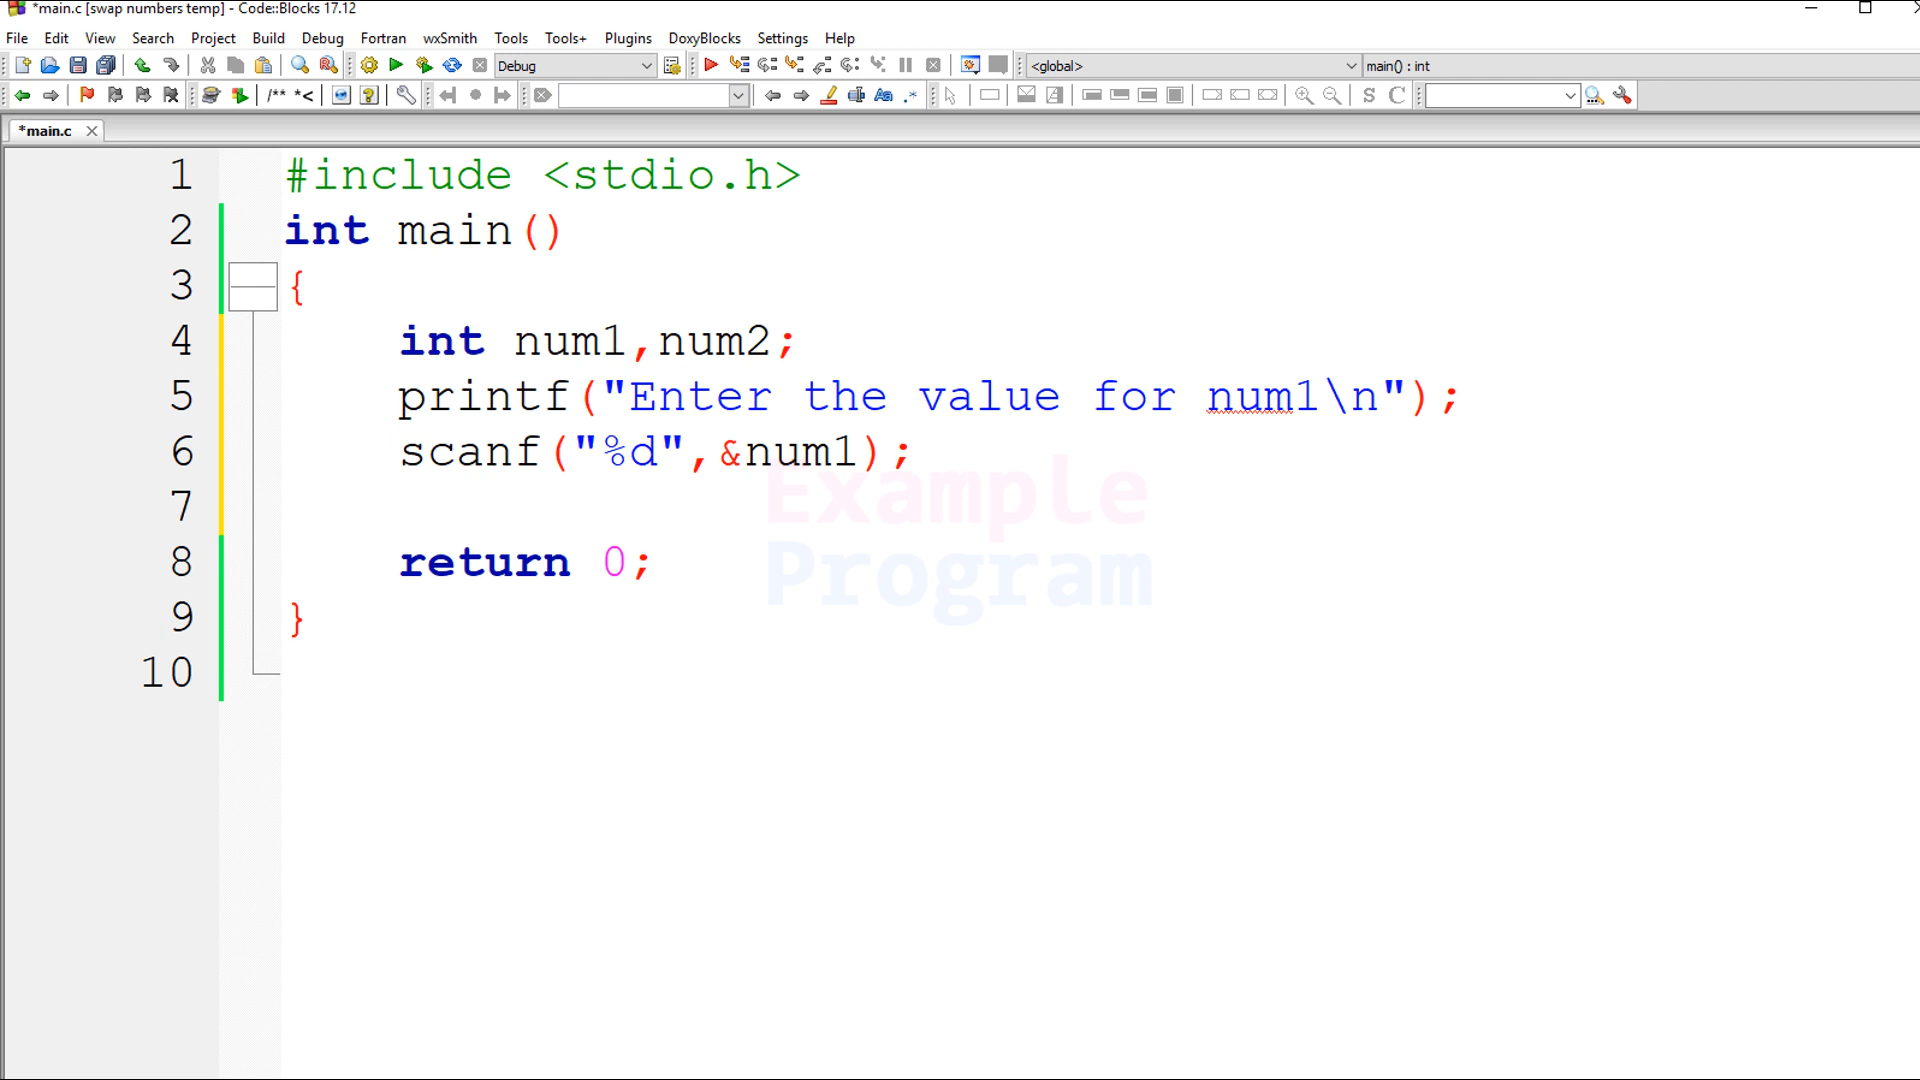 *main.c [swap numbers temp] - Code::Blocks 17.12
File Edit View Search Project Build Debug Fortran wxSmith Tools Tools+ Plugins DoxyBlocks Settings Help
Debug <global> main() : int
/** *< Aa .* S C
*main.c
1 #include <stdio.h>
2 int main()
3 {
4 int num1,num2;
5 printf("Enter the value for num1\n");
6 scanf("%d",&num1);
7
8 return 0;
9 }
10
Example
Program